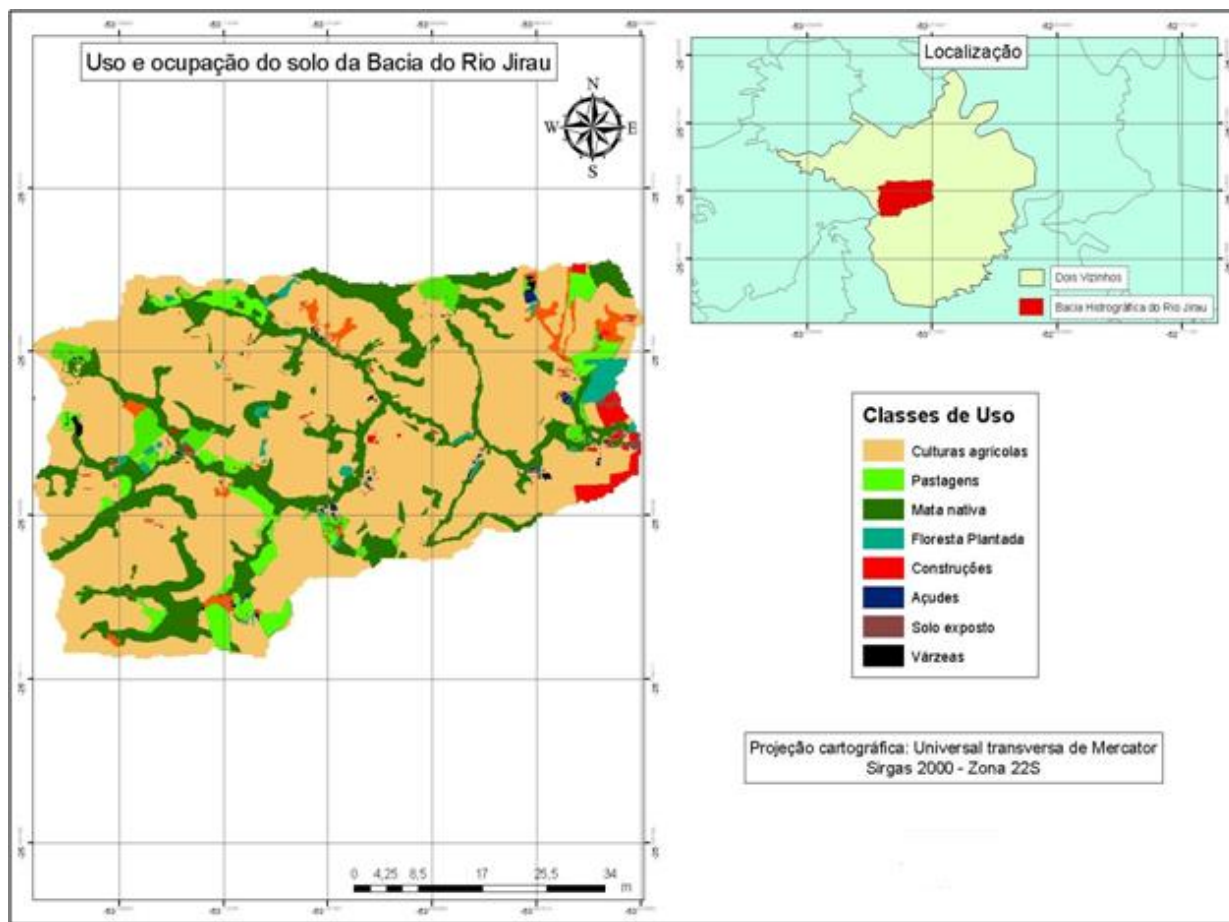 Uso e ocupação do solo da Bacia do Rio Jirau
N
W
E
S
0 4,25 8,5 17 25,5 34
m
Localização
Dois Vizinhos
Bacia Hidrográfica do Rio Jirau
Classes de Uso
Culturas agrícolas
Pastagens
Mata nativa
Floresta Plantada
Construções
Açudes
Solo exposto
Várzeas
Projeção cartográfica: Universal transversa de Mercator
Sirgas 2000 - Zona 22S